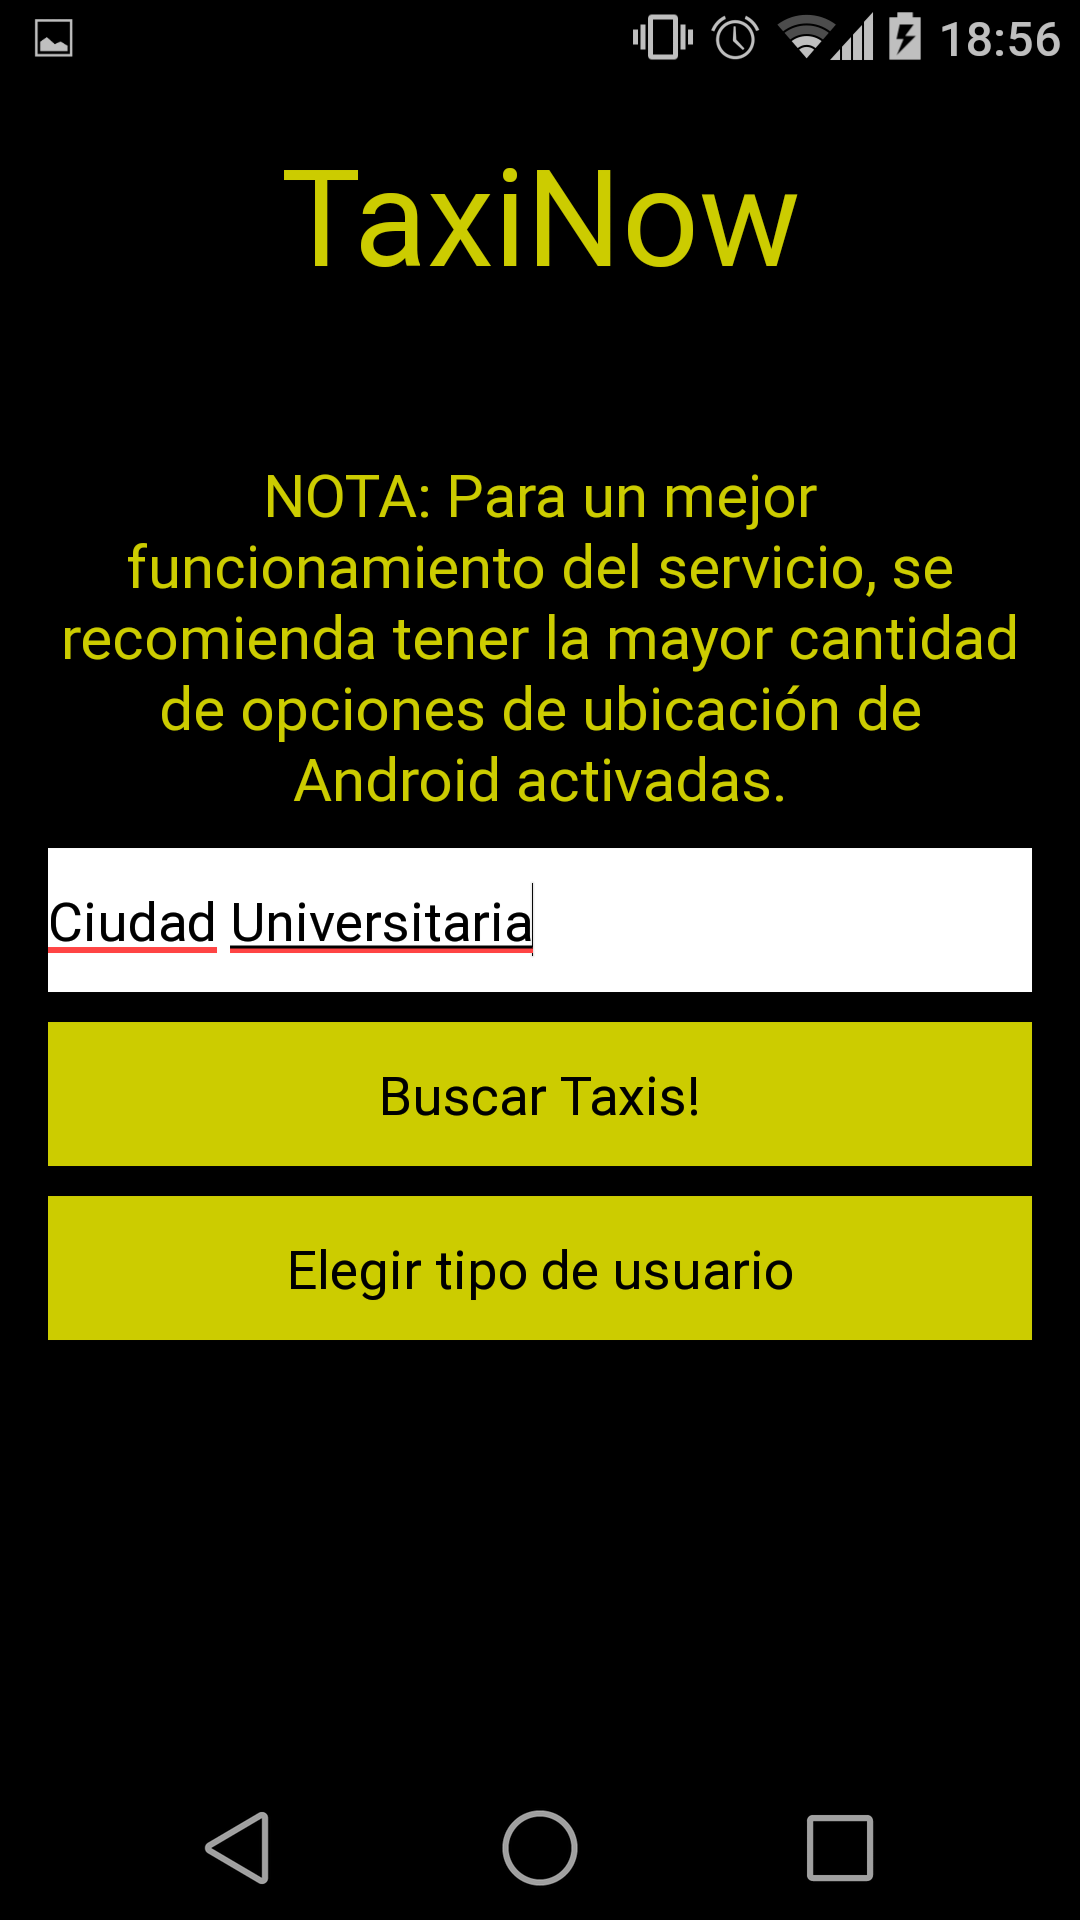 18:56
TaxiNow
NOTA: Para un mejor
funcionamiento del servicio, se
recomienda tener la mayor cantidad
de opciones de ubicación de
Android activadas.
Ciudad Universitaria
Buscar Taxis!
Elegir tipo de usuario